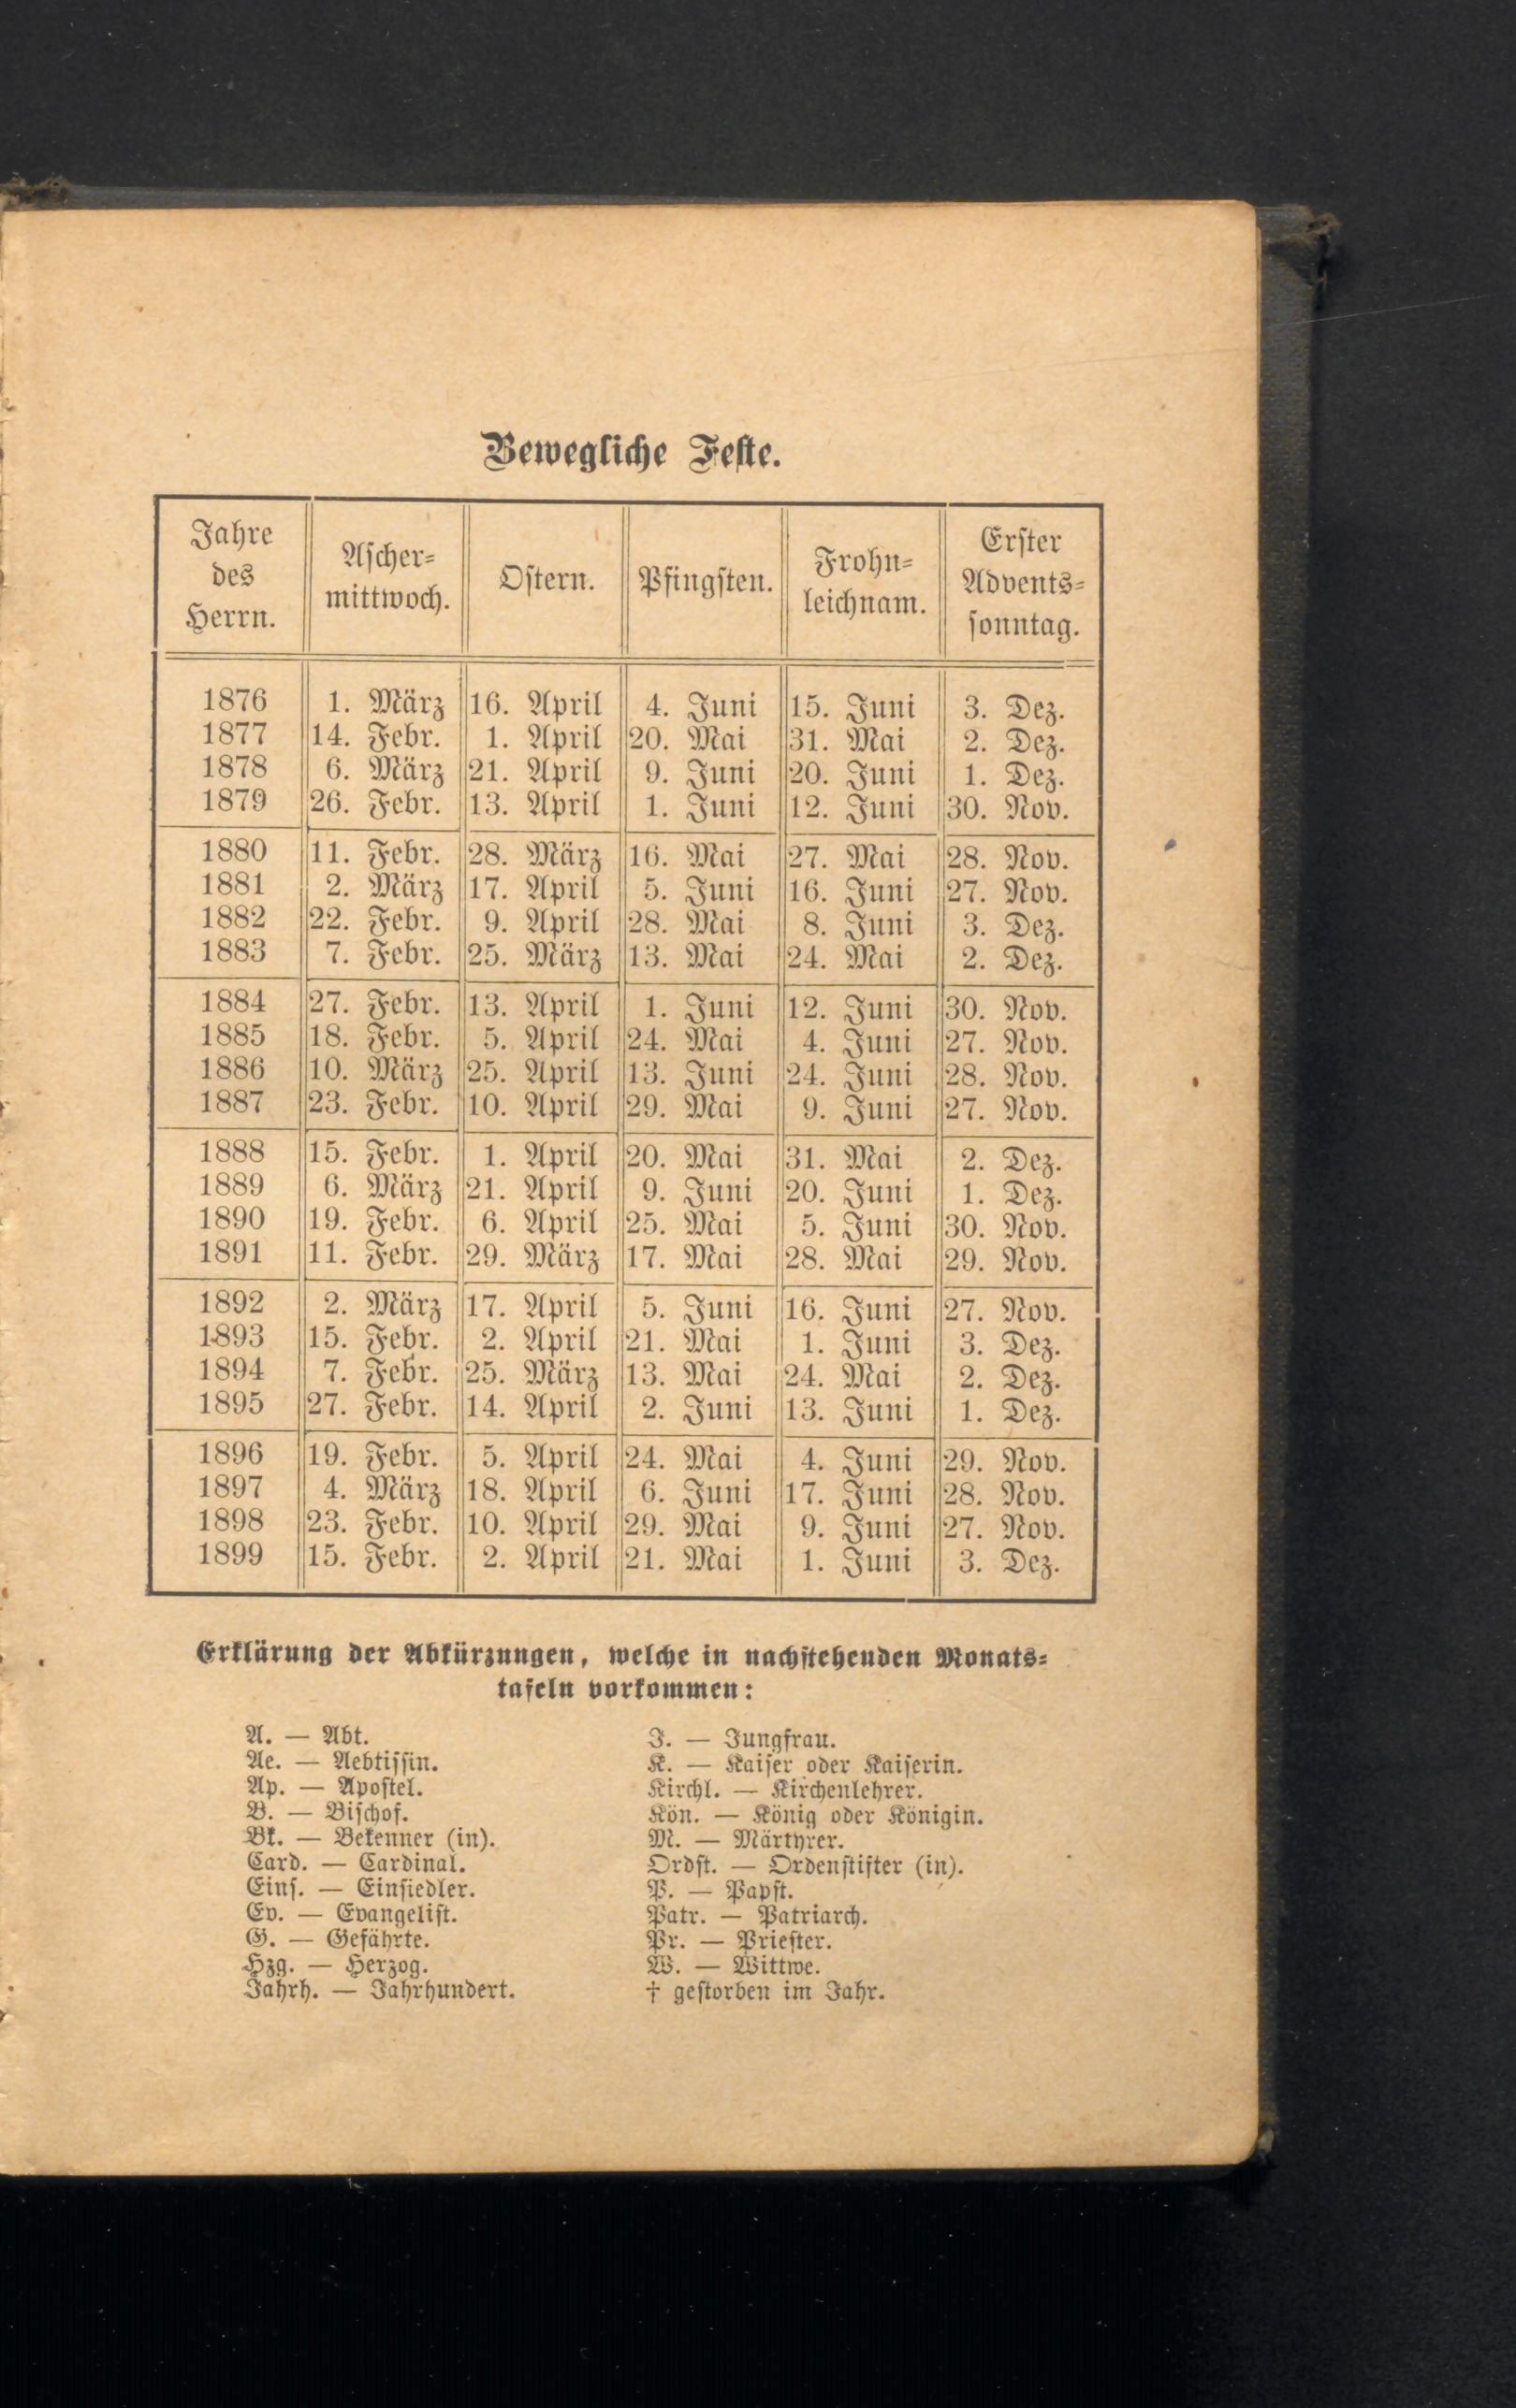 Bewegliche Feste.
Jahre des Herrn. Ascher-mittwoch. Ostern. Pfingsten. Frohn-leichnam. Erster Advents-sonntag.
1876 1. März 16. April 4. Juni 15. Juni 3. Dez.
1877 14. Febr. 1. April 20. Mai 31. Mai 2. Dez.
1878 6. März 21. April 9. Juni 20. Juni 1. Dez.
1879 26. Febr. 13. April 1. Juni 12. Juni 30. Nov.
1880 11. Febr. 28. März 16. Mai 27. Mai 28. Nov.
1881 2. März 17. April 5. Juni 16. Juni 27. Nov.
1882 22. Febr. 9. April 28. Mai 8. Juni 3. Dez.
1883 7. Febr. 25. März 13. Mai 24. Mai 2. Dez.
1884 27. Febr. 13. April 1. Juni 12. Juni 30. Nov.
1885 18. Febr. 5. April 24. Mai 4. Juni 27. Nov.
1886 10. März 25. April 13. Juni 24. Juni 28. Nov.
1887 23. Febr. 10. April 29. Mai 9. Juni 27. Nov.
1888 15. Febr. 1. April 20. Mai 31. Mai 2. Dez.
1889 6. März 21. April 9. Juni 20. Juni 1. Dez.
1890 19. Febr. 6. April 25. Mai 5. Juni 30. Nov.
1891 11. Febr. 29. März 17. Mai 28. Mai 29. Nov.
1892 2. März 17. April 5. Juni 16. Juni 27. Nov.
1893 15. Febr. 2. April 21. Mai 1. Juni 3. Dez.
1894 7. Febr. 25. März 13. Mai 24. Mai 2. Dez.
1895 27. Febr. 14. April 2. Juni 13. Juni 1. Dez.
1896 19. Febr. 5. April 24. Mai 4. Juni 29. Nov.
1897 4. März 18. April 6. Juni 17. Juni 28. Nov.
1898 23. Febr. 10. April 29. Mai 9. Juni 27. Nov.
1899 15. Febr. 2. April 21. Mai 1. Juni 3. Dez.
Erklärung der Abkürzungen, welche in nachstehenden Monats-
tafeln vorkommen:
A. — Abt.
Ae. — Aebtissin.
Ap. — Apostel.
B. — Bischof.
Bk. — Bekenner (in).
Card. — Cardinal.
Eins. — Einsiedler.
Ev. — Evangelist.
G. — Gefährte.
Hzg. — Herzog.
Jahrh. — Jahrhundert.
J. — Jungfrau.
K. — Kaiser oder Kaiserin.
Kirchl. — Kirchenlehrer.
Kön. — König oder Königin.
M. — Märtyrer.
Ordst. — Ordenstifter (in).
P. — Papst.
Patr. — Patriarch.
Pr. — Priester.
W. — Wittwe.
† gestorben im Jahr.